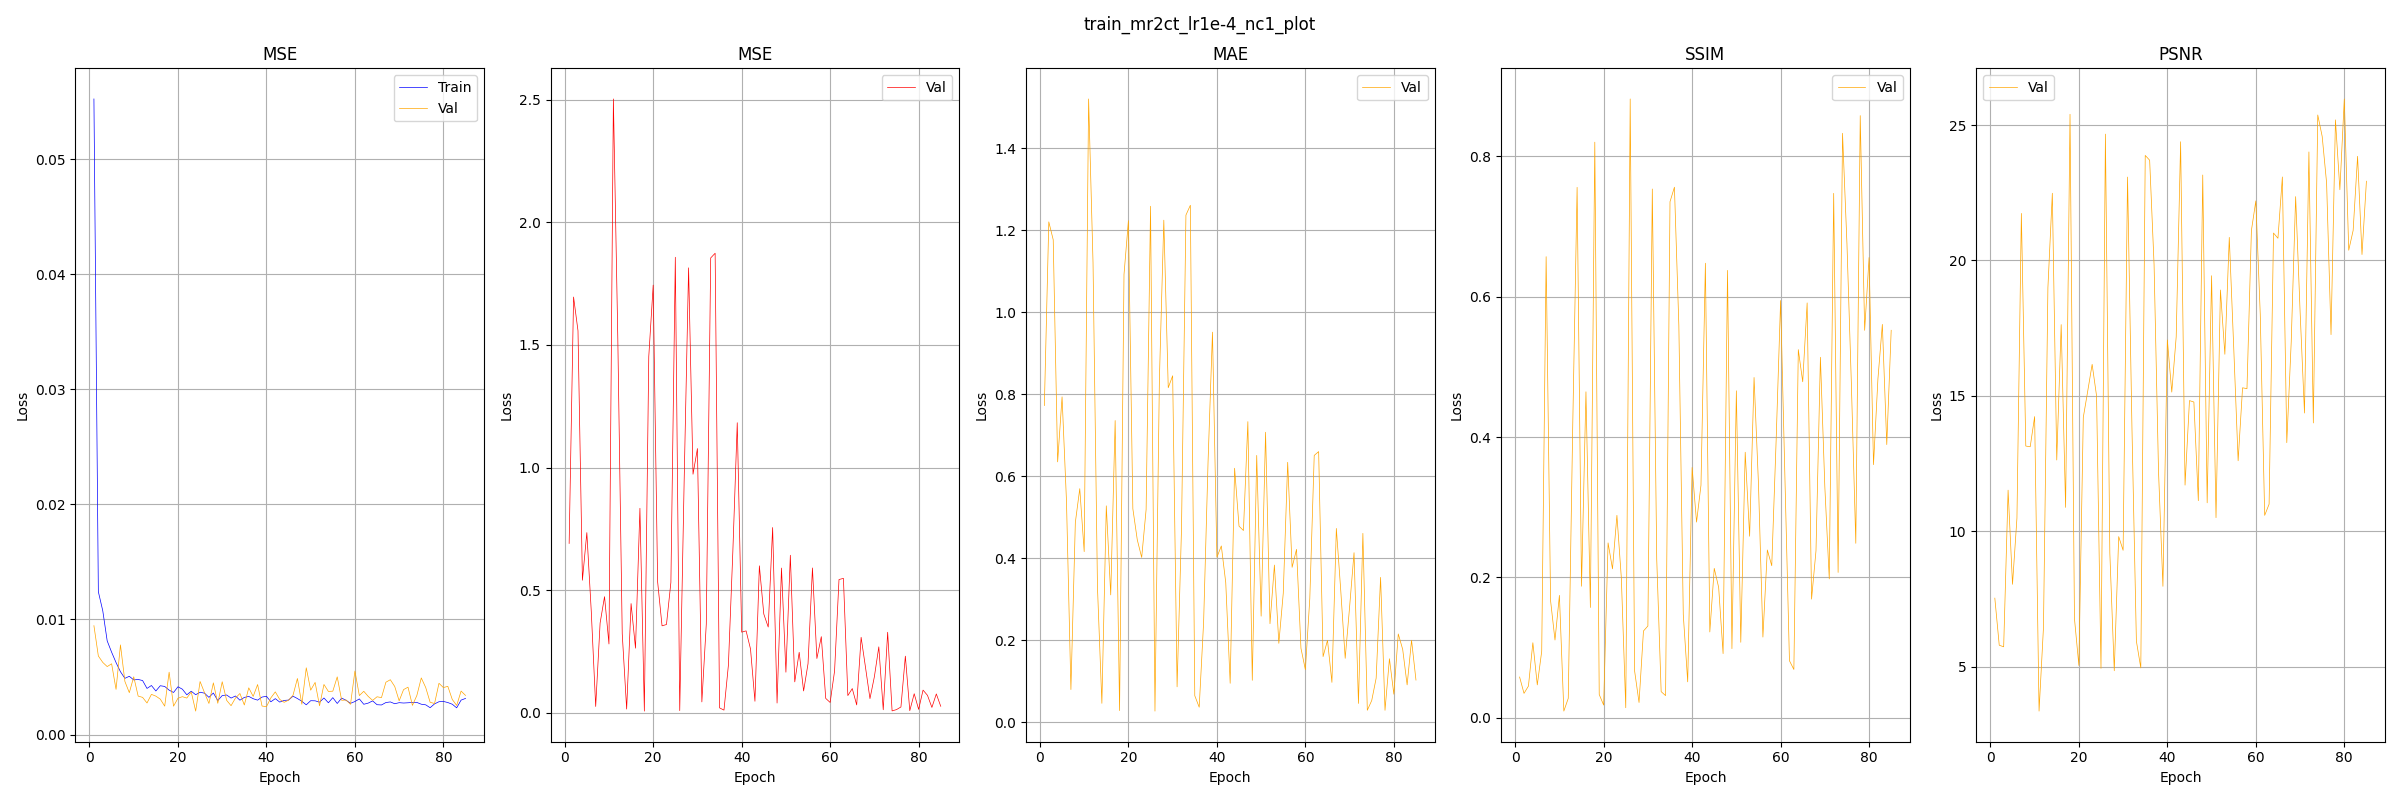 train_mr2ct_lr1e-4_nc1_plot
MSE
Train
Val
0.05
0.04
0.03
0.02
0.01
0.00
Loss
0
20
40
60
80
Epoch
MSE
Val
2.5
2.0
1.5
1.0
0.5
0.0
Loss
0
20
40
60
80
Epoch
MAE
Val
1.4
1.2
1.0
0.8
0.6
0.4
0.2
0.0
Loss
0
20
40
60
80
Epoch
SSIM
Val
0.8
0.6
0.4
0.2
0.0
Loss
0
20
40
60
80
Epoch
PSNR
Val
25
20
15
10
5
Loss
0
20
40
60
80
Epoch